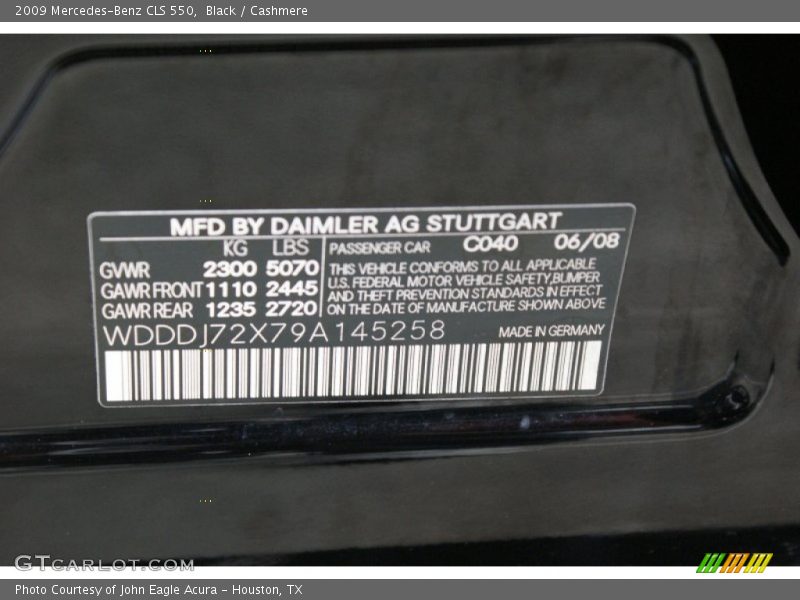 2009 Mercedes-Benz CLS 550, Black / Cashmere
MFD BY DAIMLER AG STUTTGART
KG LBS
GVWR 2300 5070
GAWR FRONT 1110 2445
GAWR REAR 1235 2720
PASSENGER CAR C040 06/08
THIS VEHICLE CONFORMS TO ALL APPLICABLE
U.S. FEDERAL MOTOR VEHICLE SAFETY,BUMPER
AND THEFT PREVENTION STANDARDS IN EFFECT
ON THE DATE OF MANUFACTURE SHOWN ABOVE
WDDDJ72X79A145258 MADE IN GERMANY
GTCARLOT.COM
Photo Courtesy of John Eagle Acura - Houston, TX